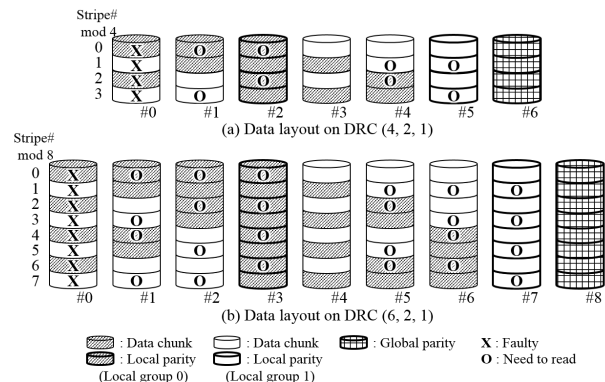 Stripe#
mod 4
0 X O O
1 X O O
2 X O O
3 X O O
#0 #1 #2 #3 #4 #5 #6
(a) Data layout on DRC (4, 2, 1)
Stripe#
mod 8
0 X O O O
1 X O O O
2 X O O O
3 X O O O
4 X O O O
5 X O O O
6 X O O O
7 X O O O
#0 #1 #2 #3 #4 #5 #6 #7 #8
(b) Data layout on DRC (6, 2, 1)
: Data chunk : Data chunk : Global parity X : Faulty
: Local parity : Local parity O : Need to read
(Local group 0) (Local group 1)